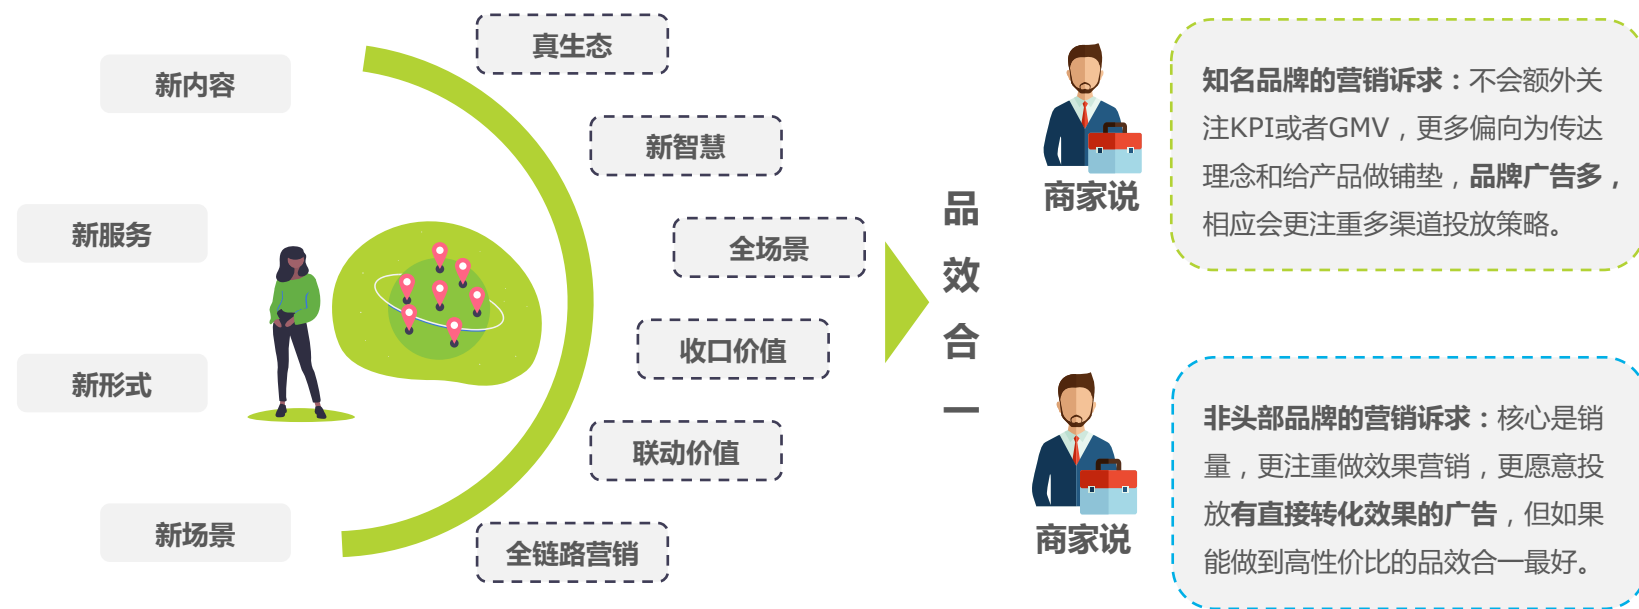 新内容
新服务
新形式
新场景
真生态
新智慧
全场景
收口价值
联动价值
全链路营销
品
效
合
一
商家说
知名品牌的营销诉求：不会额外关
注KPI或者GMV，更多偏向为传达
理念和给产品做铺垫，品牌广告多，
相应会更注重多渠道投放策略。
商家说
非头部品牌的营销诉求：核心是销
量，更注重做效果营销，更愿意投
放有直接转化效果的广告，但如果
能做到高性价比的品效合一最好。